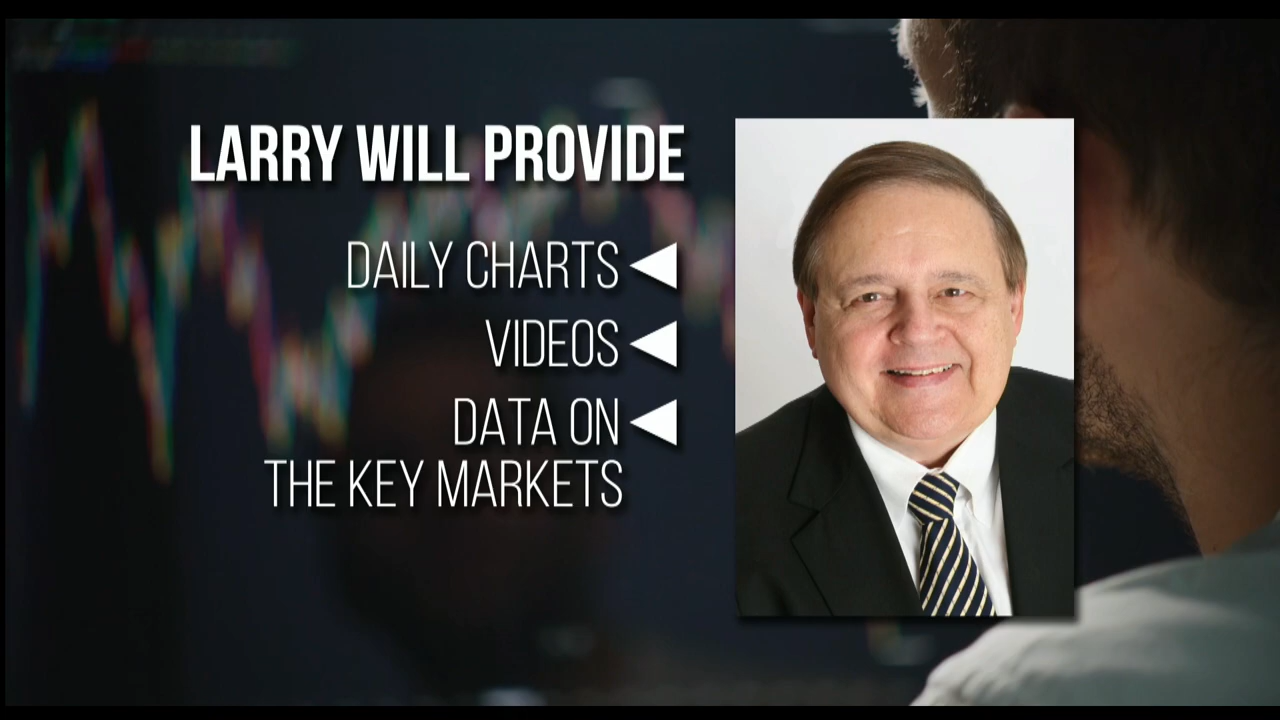 LARRY WILL PROVIDE
DAILY CHARTS
VIDEOS
DATA ON
THE KEY MARKETS